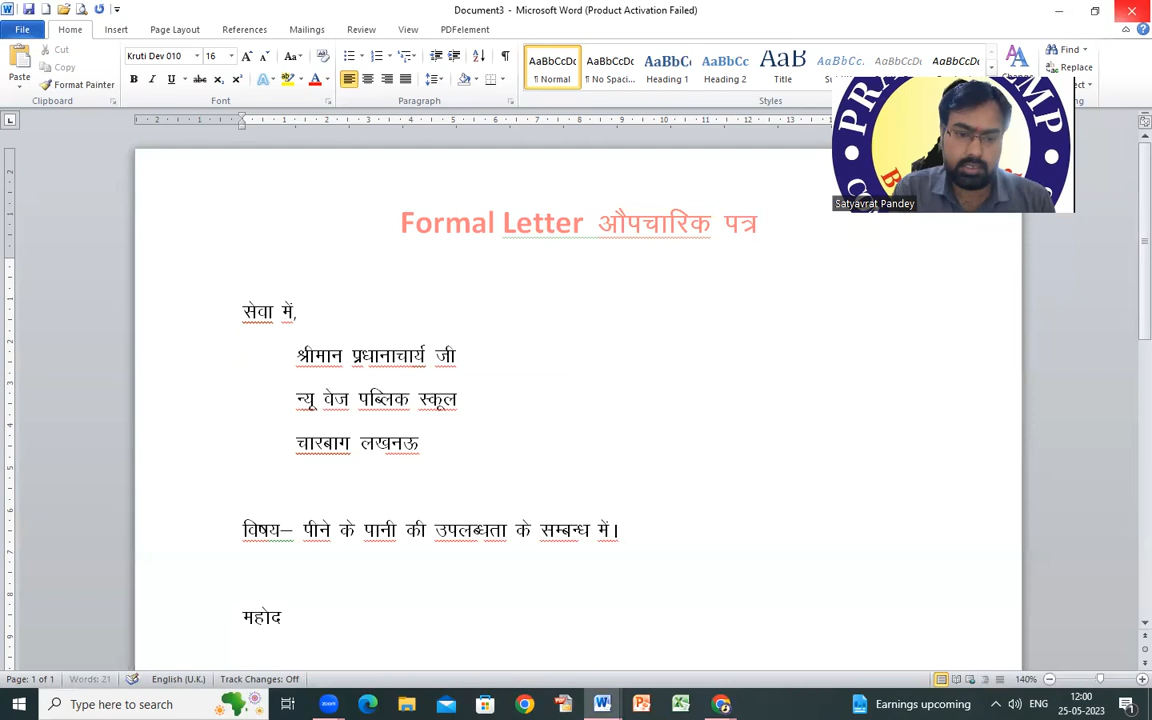 Document3 - Microsoft Word (Product Activation Failed)
File Home Insert Page Layout References Mailings Review View PDFelement
Cut
Copy
Format Painter
Paste
Clipboard
Kruti Dev 010 16
Font
Paragraph
AaBbCcDc AaBbCcDc AaBbC AaBbCc AaB AaBbCc. AaBbCcDc AaBbCcDc
¶ Normal ¶ No Spaci... Heading 1 Heading 2 Title
Styles
Find
Replace
Satyavrat Pandey
Formal Letter औपचारिक पत्र
सेवा में,
श्रीमान प्रधानाचार्य जी
न्यू वेज पब्लिक स्कूल
चारबाग लखनऊ
विषय– पीने के पानी की उपलब्धता के सम्बन्ध में।
महोद
Page: 1 of 1 Words: 21 English (U.K.) Track Changes: Off 140%
Type here to search
zoom
Earnings upcoming
ENG
12:00
25-05-2023